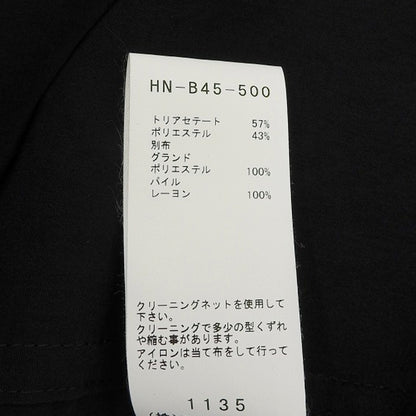 HN-B45-500
トリアセテート 57%
ポリエステル 43%
別布
グランド
ポリエステル 100%
パイル
レーヨン 100%
クリーニングネットを使用して
下さい。
クリーニングで多少の型くずれ
や縮む事があります。
アイロンは当て布をして行って
ください。
1135